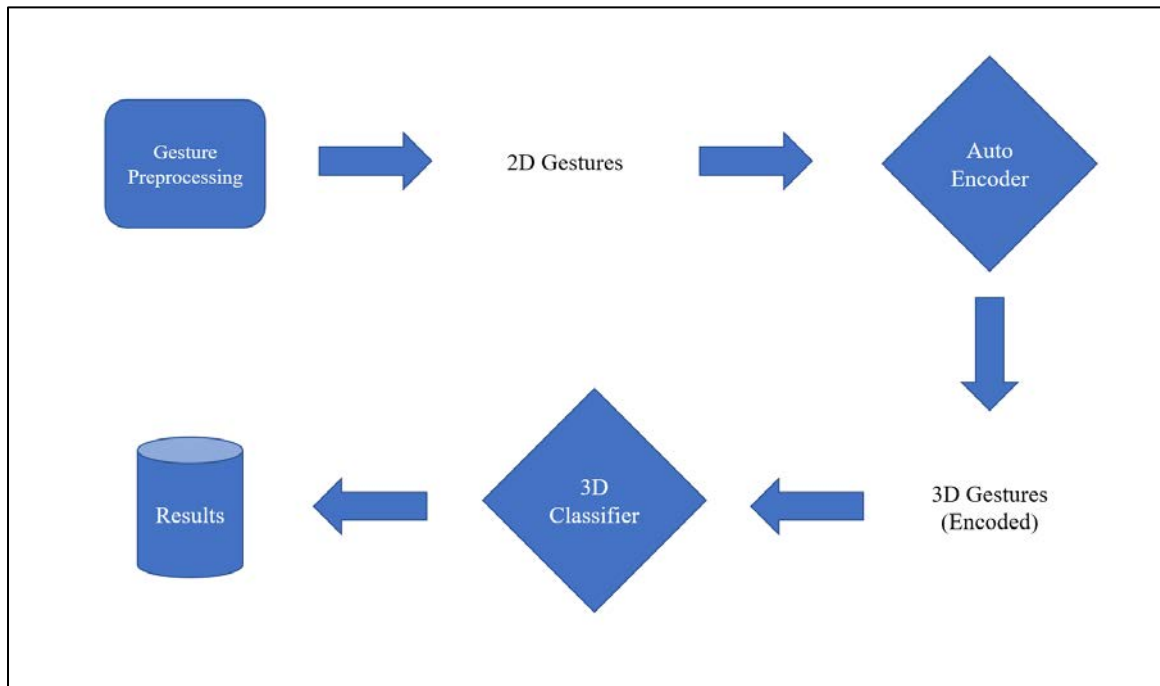 Gesture
Preprocessing
2D Gestures
Auto
Encoder
3D Gestures
(Encoded)
3D
Classifier
Results